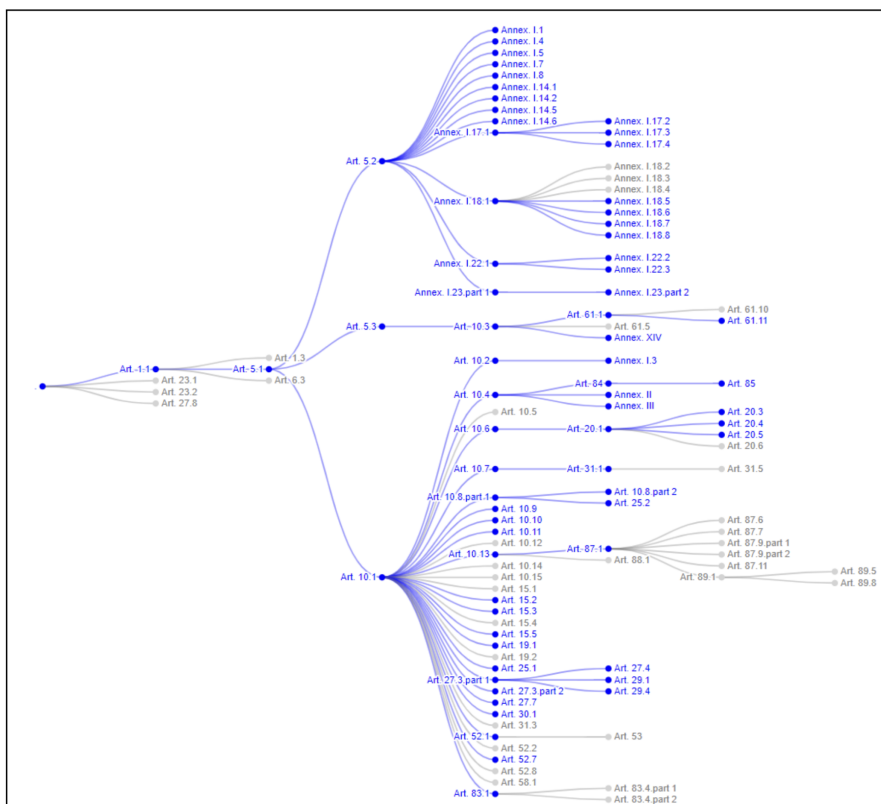 Annex. I.1
Annex. I.4
Annex. I.5
Annex. I.7
Annex. I.8
Annex. I.14.1
Annex. I.14.2
Annex. I.14.5
Annex. I.14.6
Annex. I.17.1
Annex. I.17.2
Annex. I.17.3
Annex. I.17.4
Art. 5.2
Annex. I.18.1
Annex. I.18.2
Annex. I.18.3
Annex. I.18.4
Annex. I.18.5
Annex. I.18.6
Annex. I.18.7
Annex. I.18.8
Annex. I.22.1
Annex. I.22.2
Annex. I.22.3
Annex. I.23.part 1
Annex. I.23.part 2
Art. 5.3
Art. 10.3
Art. 61.1
Art. 61.10
Art. 61.11
Art. 61.5
Annex. XIV
Art. 1.1
Art. 23.1
Art. 23.2
Art. 27.8
Art. 1.3
Art. 5.1
Art. 6.3
Art. 10.2
Annex. I.3
Art. 10.4
Art. 84
Art. 85
Annex. II
Annex. III
Art. 10.5
Art. 10.6
Art. 20.1
Art. 20.3
Art. 20.4
Art. 20.5
Art. 20.6
Art. 10.7
Art. 31.1
Art. 31.5
Art. 10.8.part 1
Art. 10.8.part 2
Art. 25.2
Art. 10.9
Art. 10.10
Art. 10.11
Art. 10.12
Art. 10.13
Art. 87.1
Art. 88.1
Art. 87.6
Art. 87.7
Art. 87.9.part 1
Art. 87.9.part 2
Art. 87.11
Art. 89.1
Art. 89.5
Art. 89.8
Art. 10.1
Art. 10.14
Art. 10.15
Art. 15.1
Art. 15.2
Art. 15.3
Art. 15.4
Art. 15.5
Art. 19.1
Art. 19.2
Art. 25.1
Art. 27.3.part 1
Art. 27.4
Art. 29.1
Art. 29.4
Art. 27.3.part 2
Art. 27.7
Art. 30.1
Art. 31.3
Art. 52.1
Art. 53
Art. 52.2
Art. 52.7
Art. 52.8
Art. 58.1
Art. 83.1
Art. 83.4.part 1
Art. 83.4.part 2